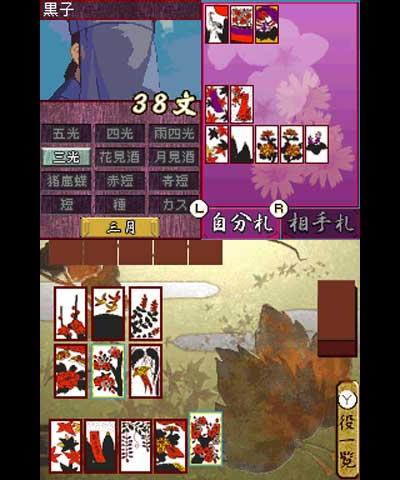 黒子
38文
五光 四光 雨四光
三光 花見酒 月見酒
猪鹿蝶 赤短 青短
短 種 カス
三月
L 自分札 R 相手札
Y
役一覧